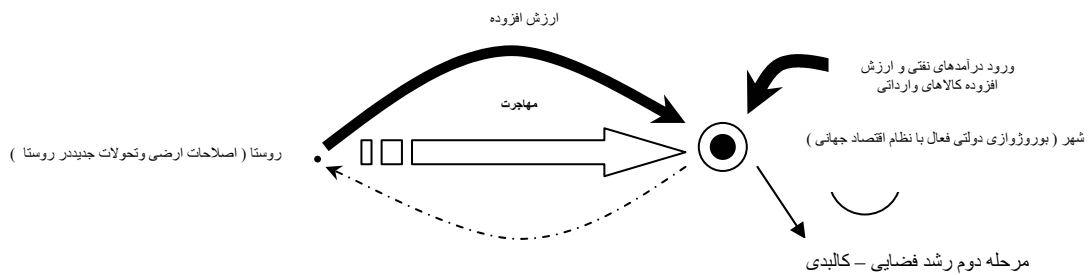 ارزش افزوده
ورود درآمدهای نفتی و ارزش
افزوده کالاهای وارداتی
مهاجرت
شهر ( بوروژوازی دولتی فعال با نظام اقتصاد جهانی )
روستا ( اصلاحات ارضی وتحولات جدیددر روستا )
مرحله دوم رشد فضایی – کالبدی